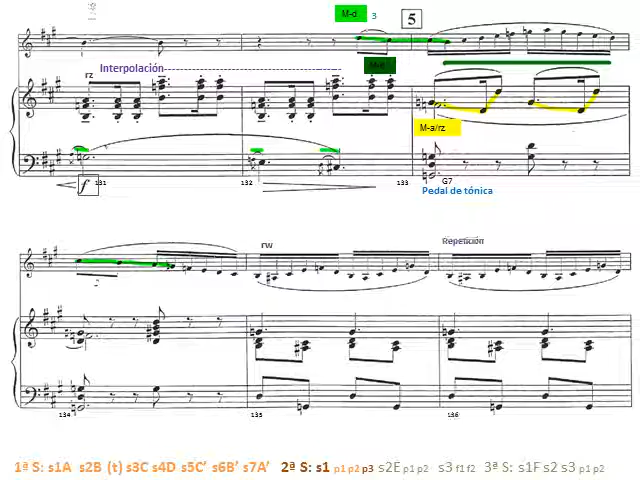 M-d 3 5
rz Interpolación
M-a/rz
f 131 132 133 G7
Pedal de tónica
rw Repetición
134 135 136
1ª S: s1A s2B (t) s3C s4D s5C’ s6B’ s7A’ 2ª S: s1 p1 p2 p3 s2E p1 p2 s3 f1 f2 3ª S: s1F s2 s3 p1 p2